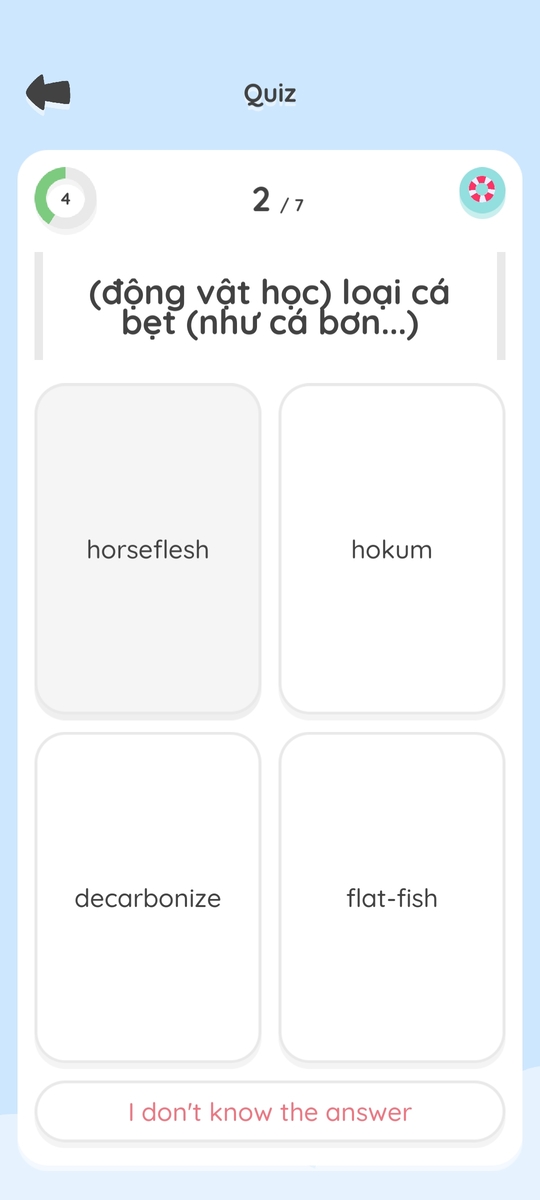 Quiz
4
2 / 7
(động vật học) loại cá
bẹt (như cá bơn...)
horseflesh
hokum
decarbonize
flat-fish
I don't know the answer